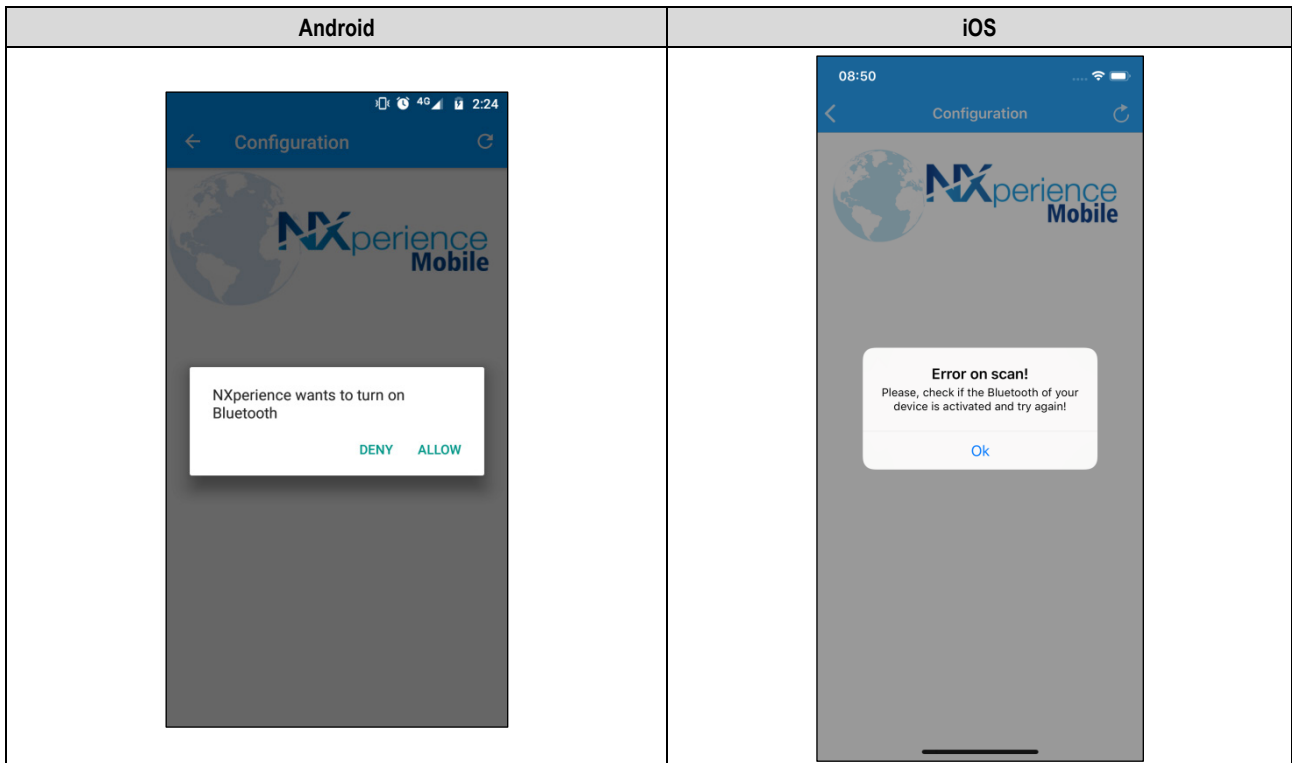 Android
iOS
4G 2:24
Configuration
NXperience
Mobile
NXperience wants to turn on
Bluetooth
DENY ALLOW
08:50
Configuration
NXperience
Mobile
Error on scan!
Please, check if the Bluetooth of your
device is activated and try again!
Ok